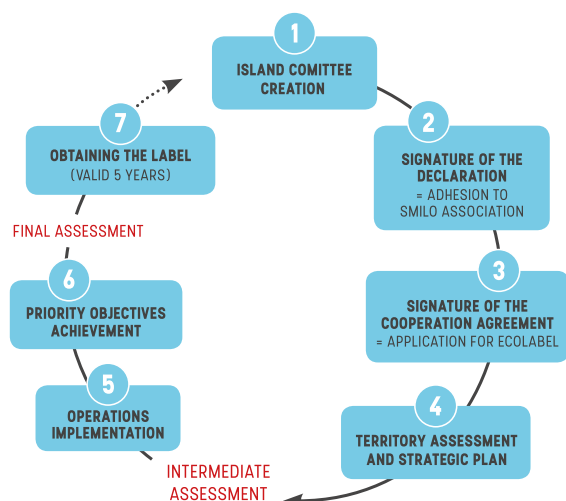 1
ISLAND COMITTEE
CREATION
2
SIGNATURE OF THE
DECLARATION
= ADHESION TO
SMILO ASSOCIATION
3
SIGNATURE OF THE
COOPERATION AGREEMENT
= APPLICATION FOR ECOLABEL
4
TERRITORY ASSESSMENT
AND STRATEGIC PLAN
INTERMEDIATE
ASSESSMENT
5
OPERATIONS
IMPLEMENTATION
6
PRIORITY OBJECTIVES
ACHIEVEMENT
FINAL ASSESSMENT
7
OBTAINING THE LABEL
(VALID 5 YEARS)